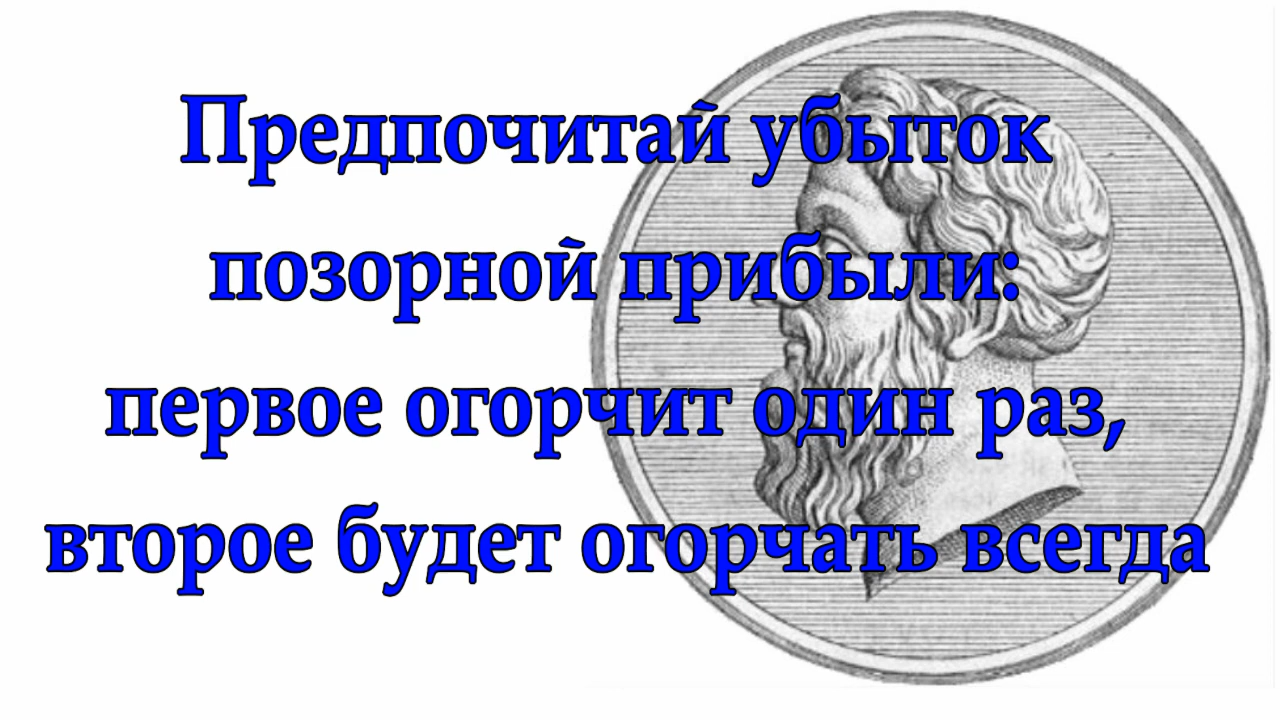 Предпочитай убыток
позорной прибыли:
первое огорчит один раз,
второе будет огорчать всегда